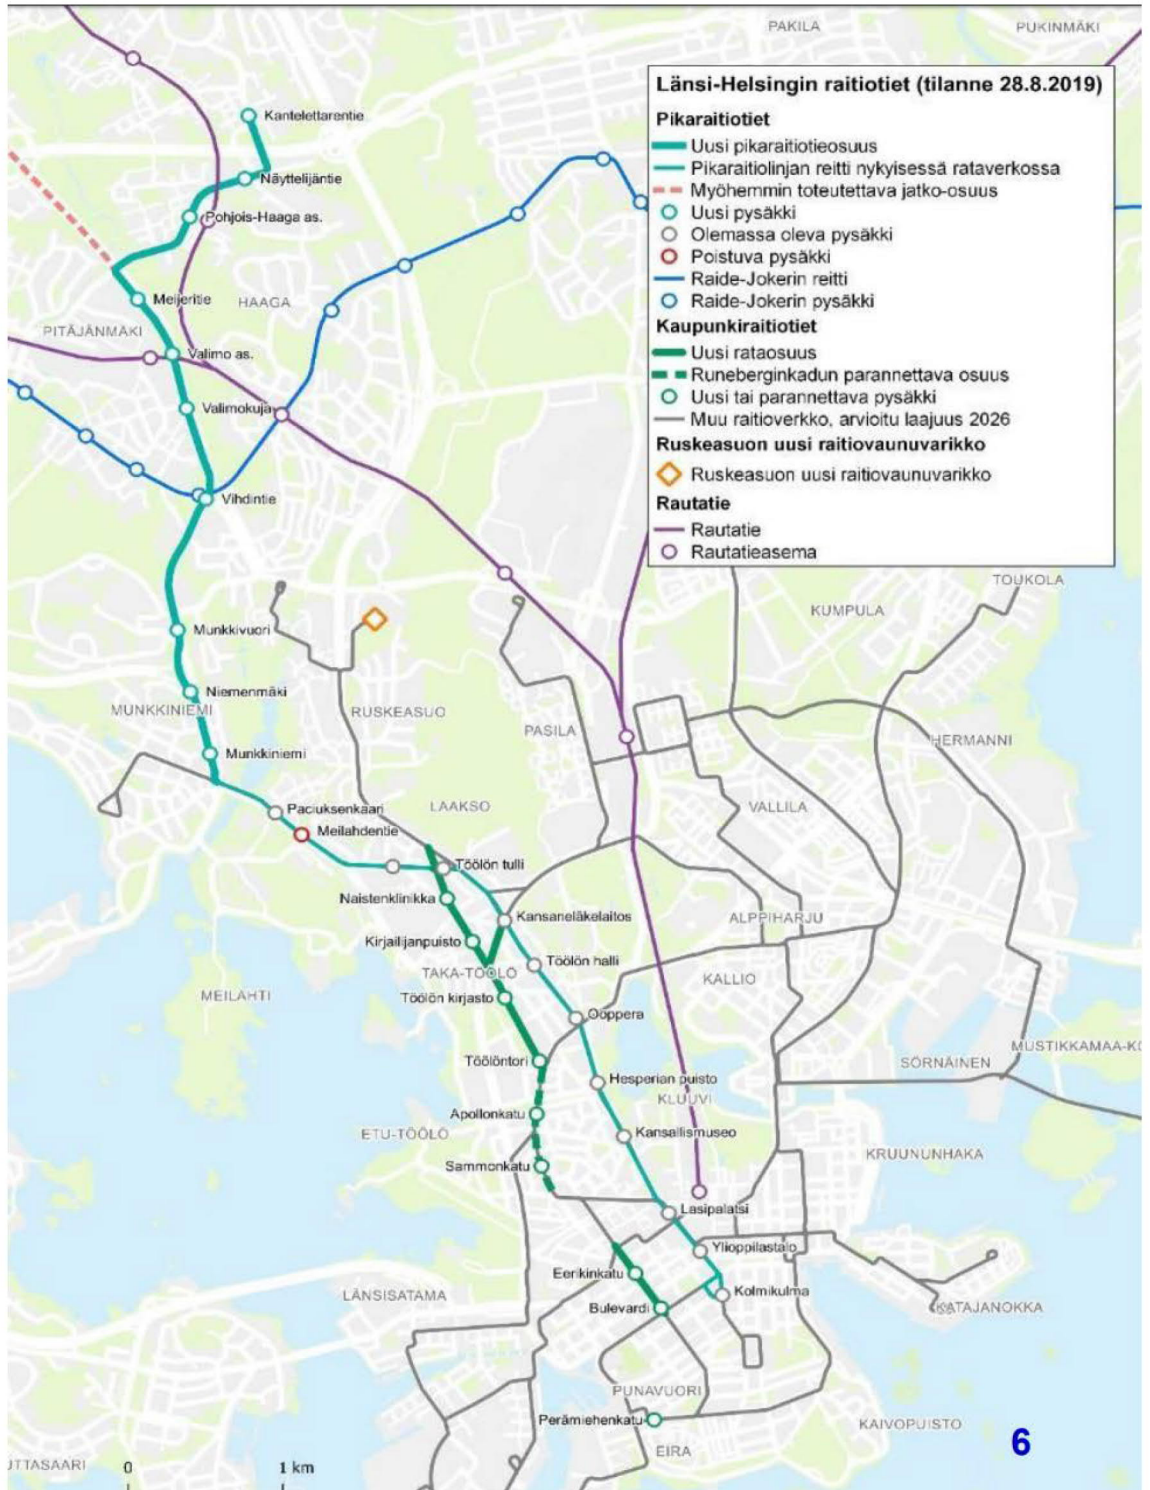 PAKILA
PUKINMÄKI
Länsi-Helsingin raitiotiet (tilanne 28.8.2019)
Pikaraitiotiet
Uusi pikaraitiotieosuus
Pikaraitiolinjan reitti nykyisessä rataverkossa
Myöhemmin toteutettava jatko-osuus
Uusi pysäkki
Olemassa oleva pysäkki
Poistuva pysäkki
Raide-Jokerin reitti
Raide-Jokerin pysäkki
Kaupunkiraitiotiet
Uusi rataosuus
Runeberginkadun parannettava osuus
Uusi tai parannettava pysäkki
Muu raitioverkko, arvioitu laajuus 2026
Ruskeasuon uusi raitiovaunuvarikko
Ruskeasuon uusi raitiovaunuvarikko
Rautatie
Rautatie
Rautatieasema
Kantelettarentie
Näyttelijäntie
Pohjois-Haaga as.
Meijeritie
HAAGA
PITÄJÄNMÄKI
Valimo as.
Valimokuja
Vihdintie
TOUKOLA
KUMPULA
Munkkivuori
Niemenmäki
MUNKKINIEMI
RUSKEASUO
PASILA
HERMANNI
Munkkiniemi
Paciuksenkaari
LAAKSO
VALLILA
Meilahdentie
Töölön tulli
Naistenklinikka
Kansaneläkelaitos
ALPPIHARJU
Kirjailijanpuisto
Töölön halli
TAKA-TÖÖLÖ
KALLIO
MEILAHTI
Töölön kirjasto
Ooppera
MUSTIKKAMAA-KO
Töölöntori
SÖRNÄINEN
Hesperian puisto
KLUUVI
Apollonkatu
ETU-TÖÖLÖ
Kansallismuseo
KRUUNUNHAKA
Sammonkatu
Lasipalatsi
Ylioppilastalo
Eerikinkatu
LÄNSISATAMA
Kolmikulma
Bulevardi
KATAJANOKKA
PUNAVUORI
Perämiehenkatu
KAIVOPUISTO
EIRA
6
UTTASAARI
0 1 km